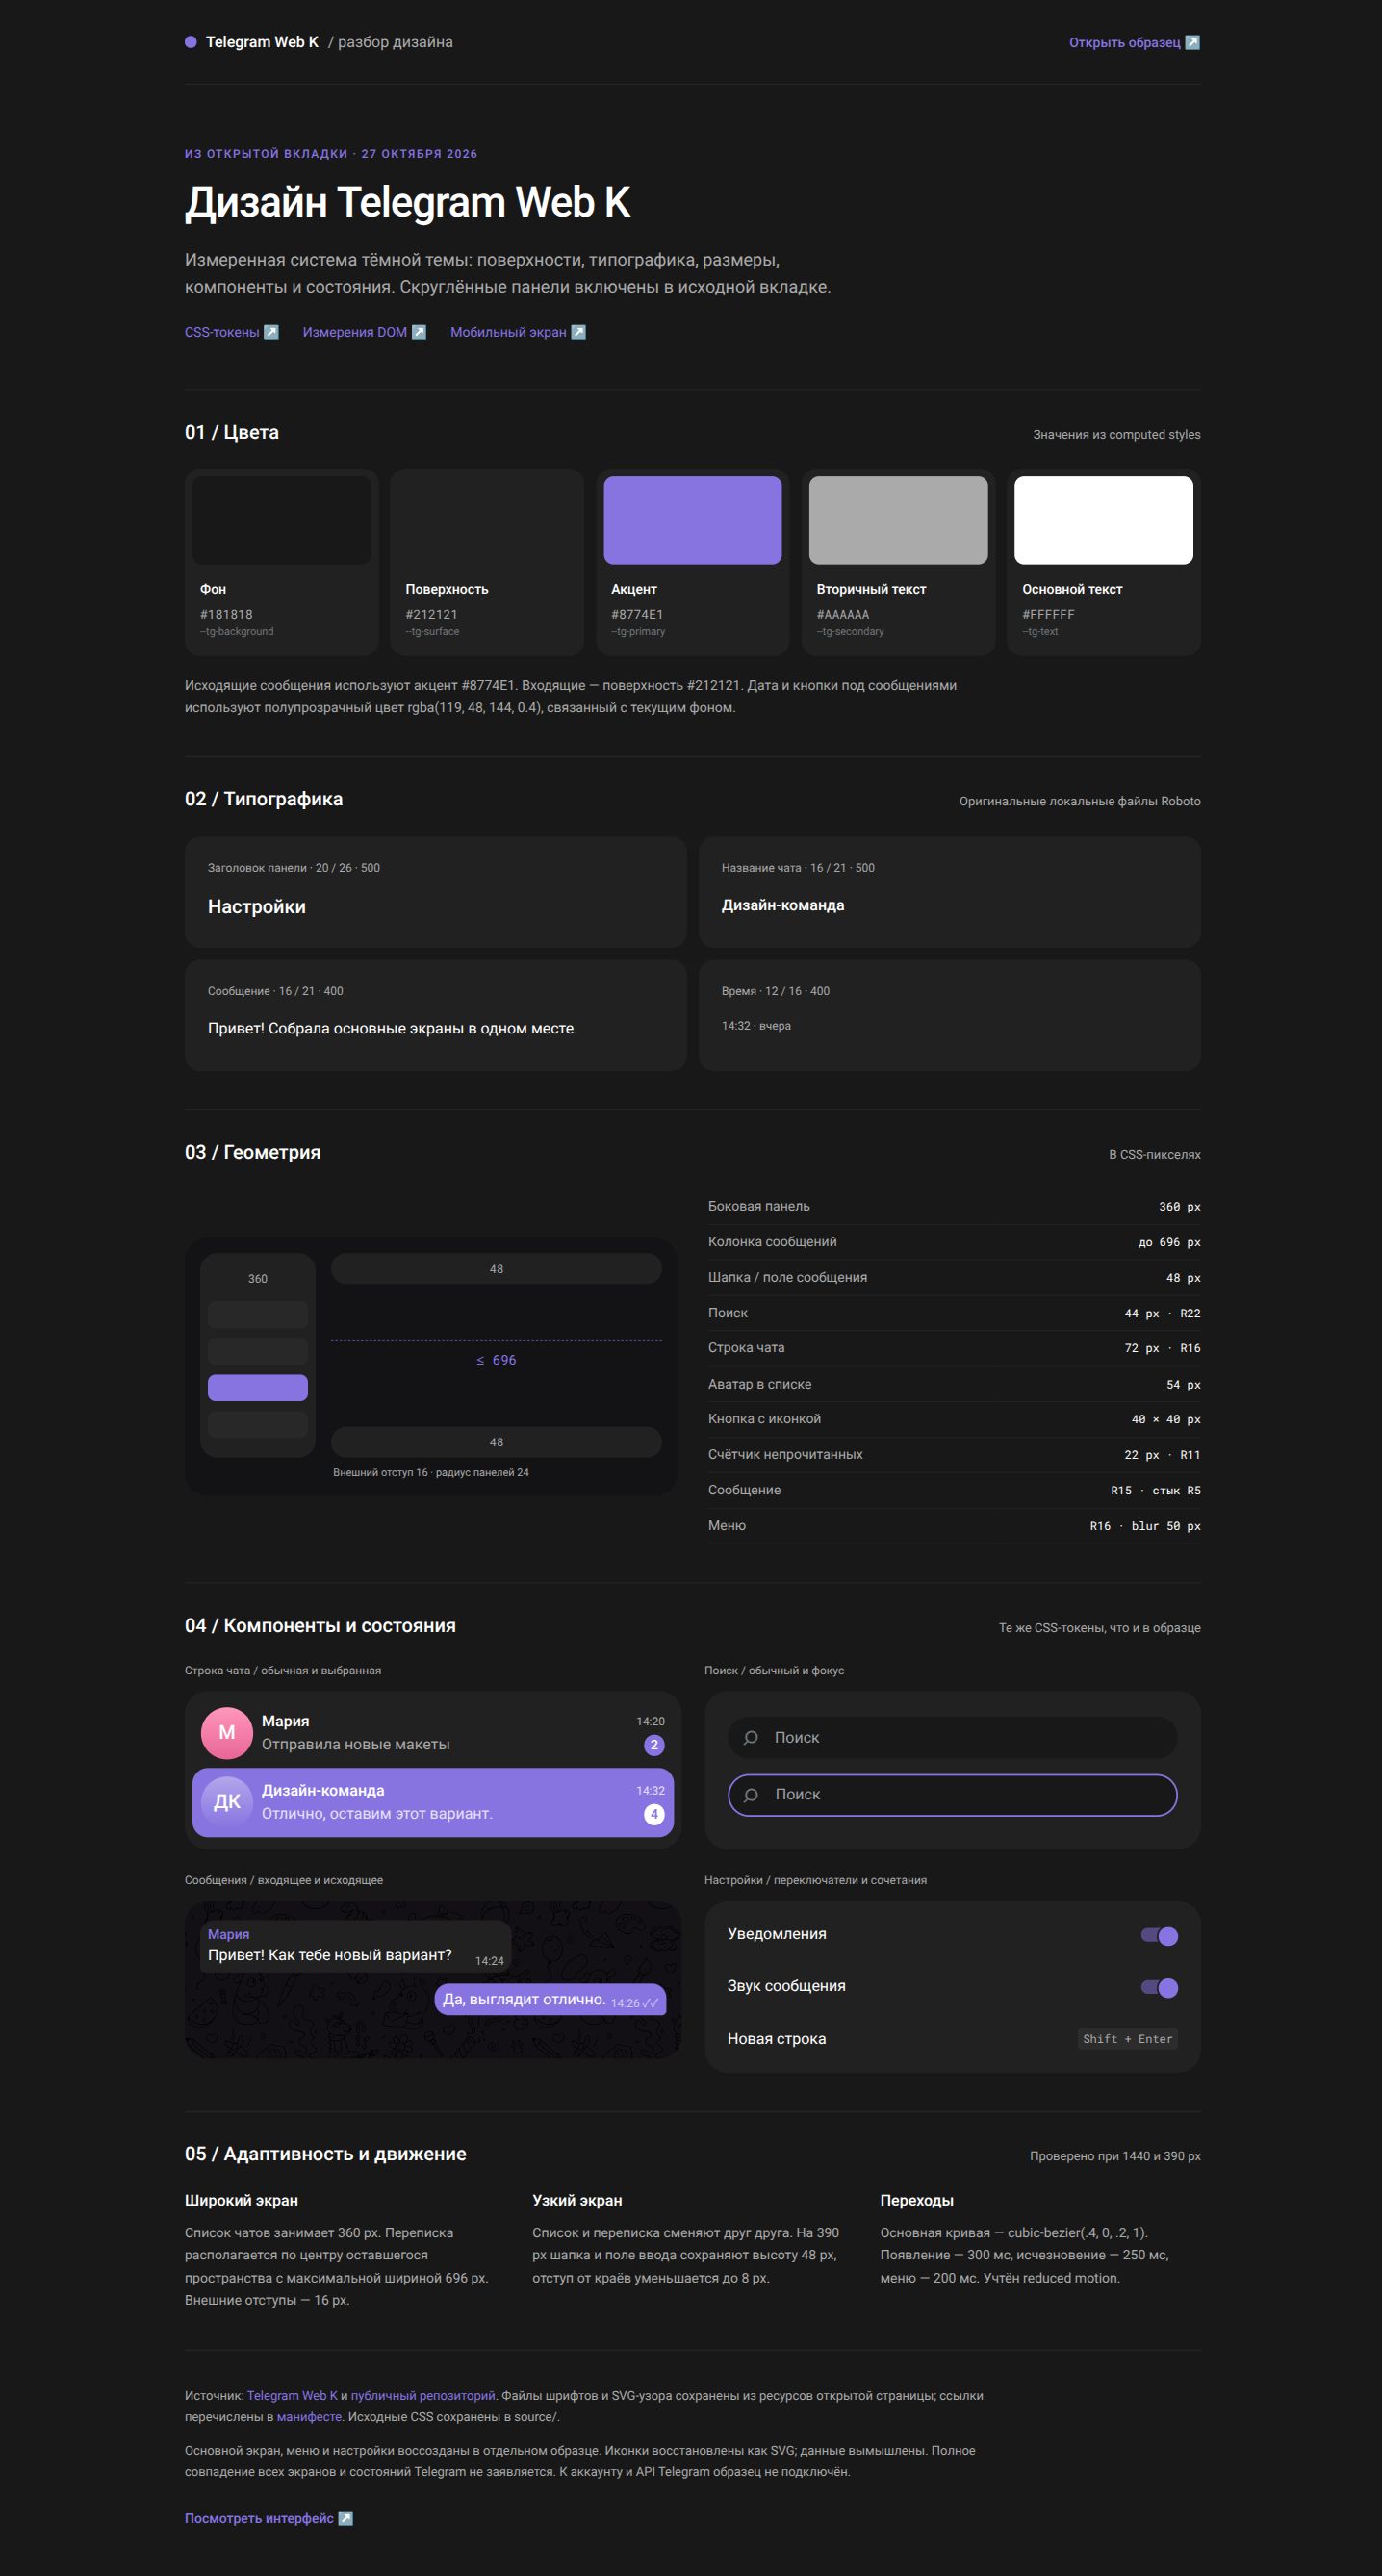 Telegram Web K / разбор дизайна
Открыть образец ↗
ИЗ ОТКРЫТОЙ ВКЛАДКИ · 27 ОКТЯБРЯ 2026
Дизайн Telegram Web K
Измеренная система тёмной темы: поверхности, типографика, размеры,
компоненты и состояния. Скруглённые панели включены в исходной вкладке.
CSS-токены ↗ Измерения DOM ↗ Мобильный экран ↗
01 / Цвета
Значения из computed styles
Фон
#181818
--tg-background
Поверхность
#212121
--tg-surface
Акцент
#8774E1
--tg-primary
Вторичный текст
#AAAAAA
--tg-secondary
Основной текст
#FFFFFF
--tg-text
Исходящие сообщения используют акцент #8774E1. Входящие — поверхность #212121. Дата и кнопки под сообщениями
используют полупрозрачный цвет rgba(119, 48, 144, 0.4), связанный с текущим фоном.
02 / Типографика
Оригинальные локальные файлы Roboto
Заголовок панели · 20 / 26 · 500
Настройки
Название чата · 16 / 21 · 500
Дизайн-команда
Сообщение · 16 / 21 · 400
Привет! Собрала основные экраны в одном месте.
Время · 12 / 16 · 400
14:32 · вчера
03 / Геометрия
В CSS-пикселях
360
48
≤ 696
48
Внешний отступ 16 · радиус панелей 24
Боковая панель 360 px
Колонка сообщений до 696 px
Шапка / поле сообщения 48 px
Поиск 44 px · R22
Строка чата 72 px · R16
Аватар в списке 54 px
Кнопка с иконкой 40 × 40 px
Счётчик непрочитанных 22 px · R11
Сообщение R15 · стык R5
Меню R16 · blur 50 px
04 / Компоненты и состояния
Те же CSS-токены, что и в образце
Строка чата / обычная и выбранная
М
Мария
14:20
Отправила новые макеты
2
ДК
Дизайн-команда
14:32
Отлично, оставим этот вариант.
4
Поиск / обычный и фокус
Поиск
Поиск
Сообщения / входящее и исходящее
Мария
Привет! Как тебе новый вариант? 14:24
Да, выглядит отлично. 14:26 ✓✓
Настройки / переключатели и сочетания
Уведомления
Звук сообщения
Новая строка Shift + Enter
05 / Адаптивность и движение
Проверено при 1440 и 390 px
Широкий экран
Список чатов занимает 360 px. Переписка
располагается по центру оставшегося
пространства с максимальной шириной 696 px.
Внешние отступы — 16 px.
Узкий экран
Список и переписка сменяют друг друга. На 390
px шапка и поле ввода сохраняют высоту 48 px,
отступ от краёв уменьшается до 8 px.
Переходы
Основная кривая — cubic-bezier(.4, 0, .2, 1).
Появление — 300 мс, исчезновение — 250 мс,
меню — 200 мс. Учтён reduced motion.
Источник: Telegram Web K и публичный репозиторий. Файлы шрифтов и SVG-узора сохранены из ресурсов открытой страницы; ссылки
перечислены в манифесте. Исходные CSS сохранены в source/.
Основной экран, меню и настройки воссозданы в отдельном образце. Иконки восстановлены как SVG; данные вымышлены. Полное
совпадение всех экранов и состояний Telegram не заявляется. К аккаунту и API Telegram образец не подключён.
Посмотреть интерфейс ↗